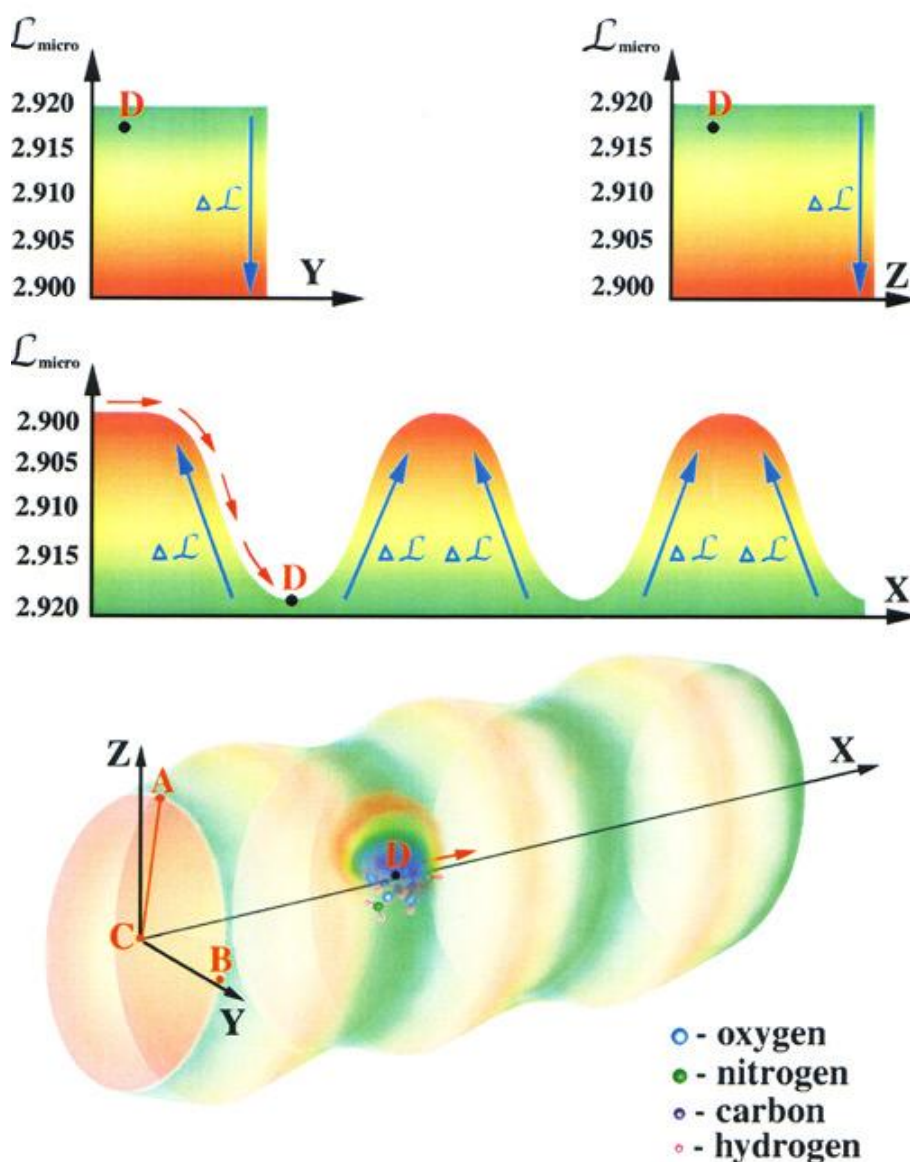 ℒmicro
2.920
2.915
2.910
2.905
2.900
D
Δℒ
Y
ℒmicro
2.920
2.915
2.910
2.905
2.900
D
Δℒ
Z
ℒmicro
2.900
2.905
2.910
2.915
2.920
Δℒ
D
Δℒ
Δℒ
Δℒ
Δℒ
X
Z
A
X
D
C
B
Y
- oxygen
- nitrogen
- carbon
- hydrogen